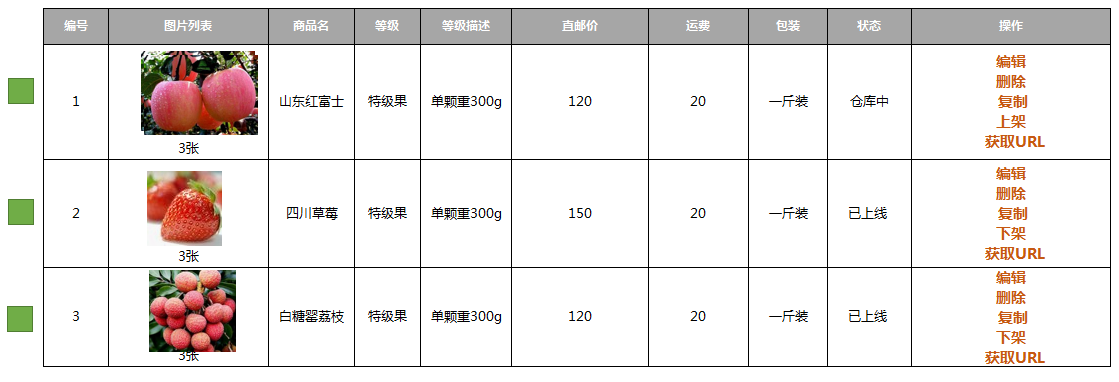 编号 图片列表 商品名 等级 等级描述 直邮价 运费 包装 状态 操作
1 山东红富士 特级果 单颗重300g 120 20 一斤装 仓库中
3张
编辑
删除
复制
上架
获取URL
2 四川草莓 特级果 单颗重300g 150 20 一斤装 已上线
3张
编辑
删除
复制
下架
获取URL
3 白糖罂荔枝 特级果 单颗重300g 120 20 一斤装 已上线
3张
编辑
删除
复制
下架
获取URL